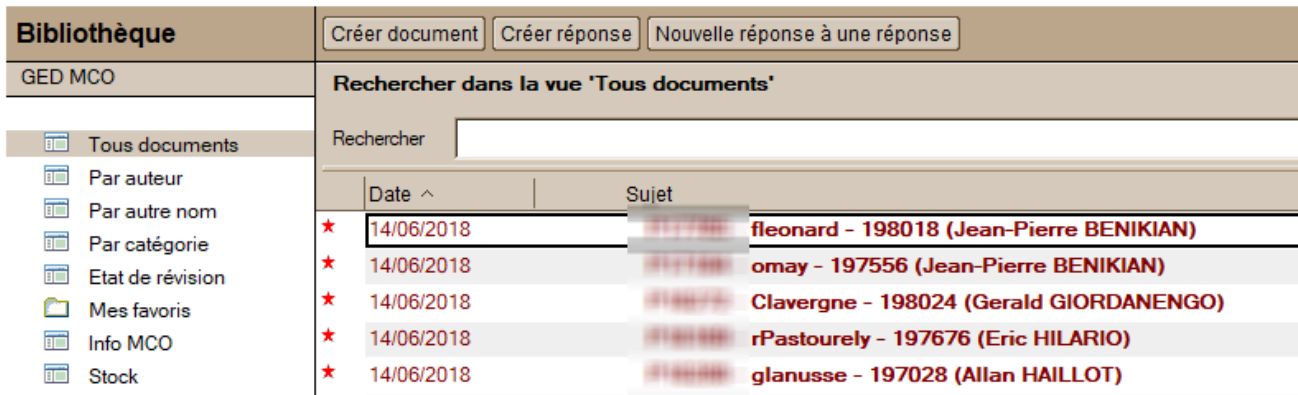 Bibliothèque
Créer document Créer réponse Nouvelle réponse à une réponse
GED MCO
Rechercher dans la vue 'Tous documents'
Rechercher
Tous documents
Par auteur
Par autre nom
Par catégorie
Etat de révision
Mes favoris
Info MCO
Stock
Date Sujet
14/06/2018 fleonard - 198018 (Jean-Pierre BENIKIAN)
14/06/2018 omay - 197556 (Jean-Pierre BENIKIAN)
14/06/2018 Clavergne - 198024 (Gerald GIORDANENGO)
14/06/2018 rPastourely - 197676 (Eric HILARIO)
14/06/2018 glanusse - 197028 (Allan HAILLOT)